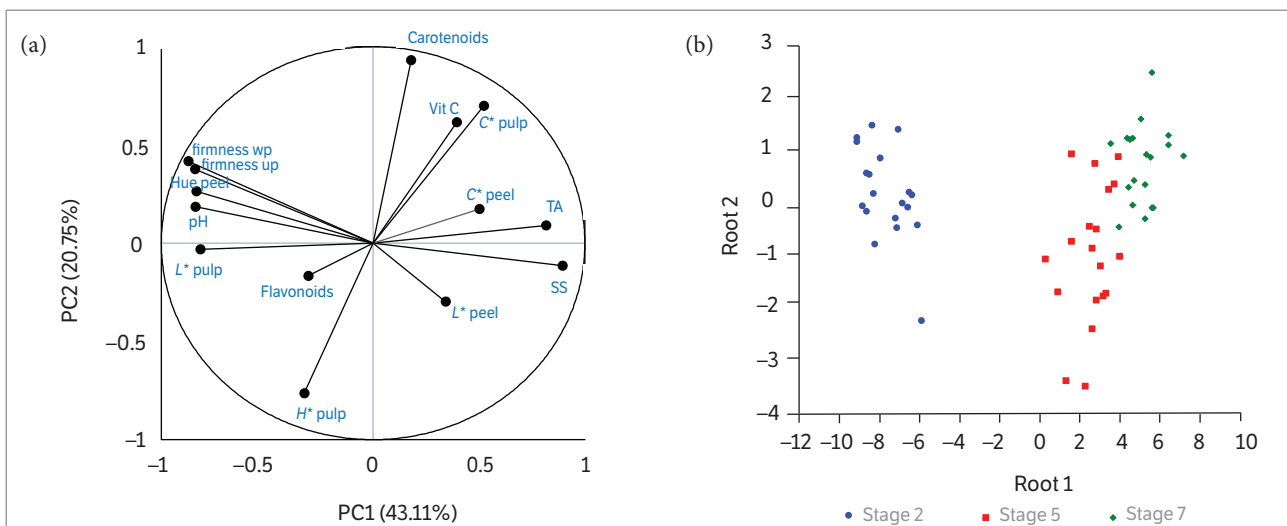 (a)
Carotenoids
Vit C
C* pulp
firmness wp
firmness up
Hue peel
pH
C* peel
TA
L* pulp
Flavonoids
SS
L* peel
H* pulp
1
0.5
0
−0.5
−1
PC2 (20.75%)
−1 −0.5 0 0.5 1
PC1 (43.11%)
(b)
3
2
1
0
−1
−2
−3
−4
Root 2
−12 −10 −8 −6 −4 −2 0 2 4 6 8 10
Root 1
Stage 2 Stage 5 Stage 7